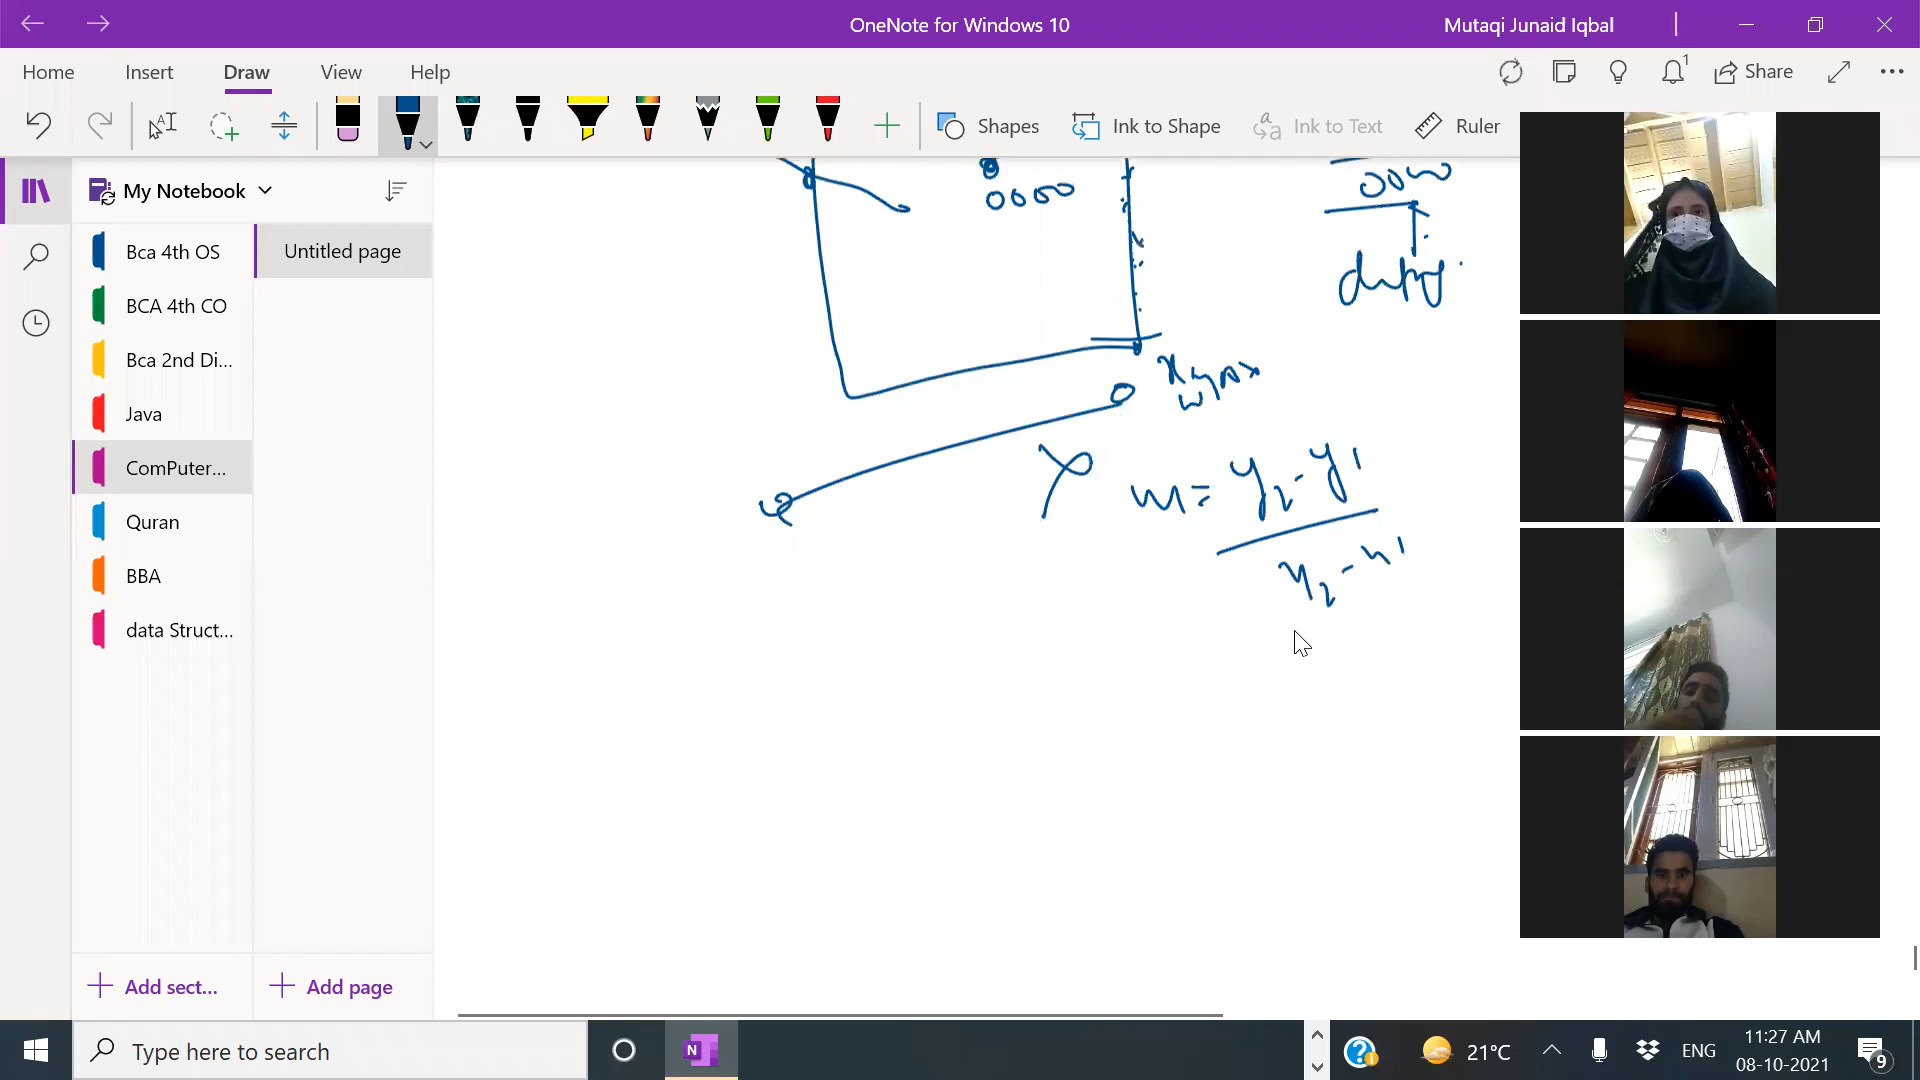 OneNote for Windows 10
Mutaqi Junaid Iqbal
Home Insert Draw View Help
1
Share
Shapes Ink to Shape Ink to Text Ruler
My Notebook
Bca 4th OS
BCA 4th CO
Bca 2nd Di...
Java
ComPuter...
Quran
BBA
data Struct...
Untitled page
0000
m = y2 - y1
x2 - x1
Add sect...
Add page
Type here to search
N
21°C
ENG
11:27 AM
08-10-2021
9